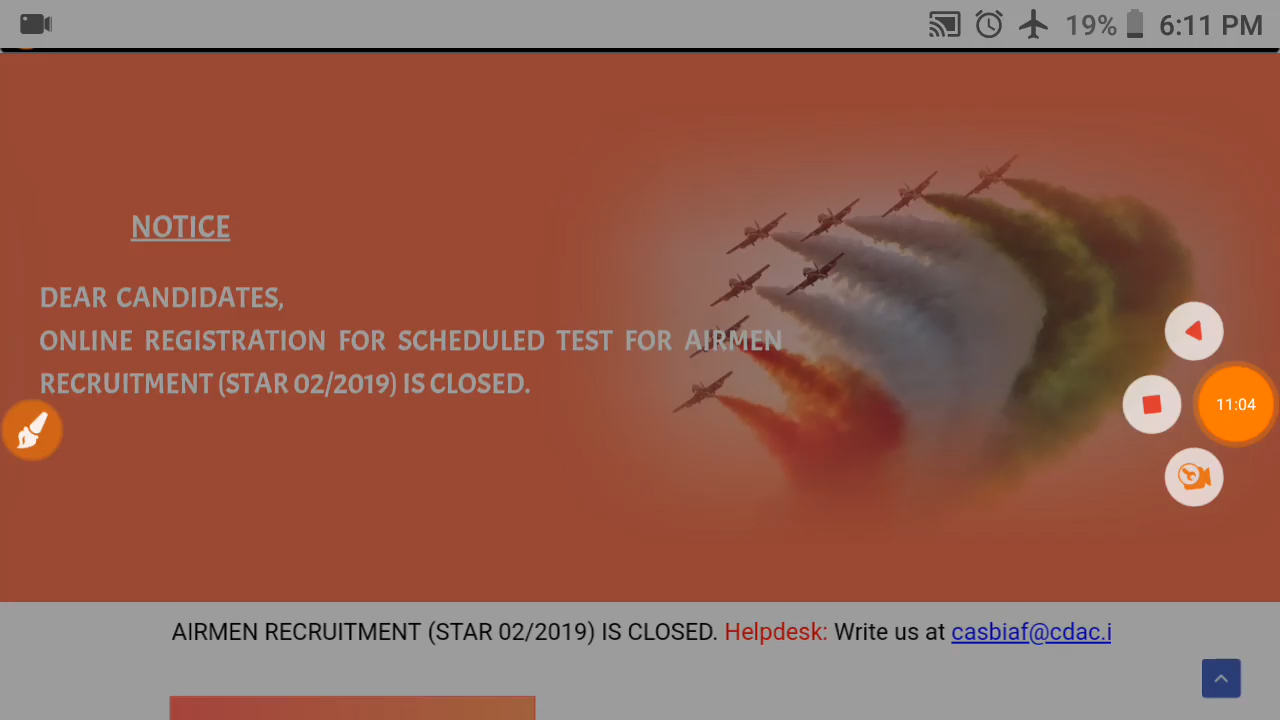 19% 6:11 PM
NOTICE
DEAR CANDIDATES,
ONLINE REGISTRATION FOR SCHEDULED TEST FOR AIRMEN
RECRUITMENT (STAR 02/2019) IS CLOSED.
11:04
AIRMEN RECRUITMENT (STAR 02/2019) IS CLOSED. Helpdesk: Write us at casbiaf@cdac.i